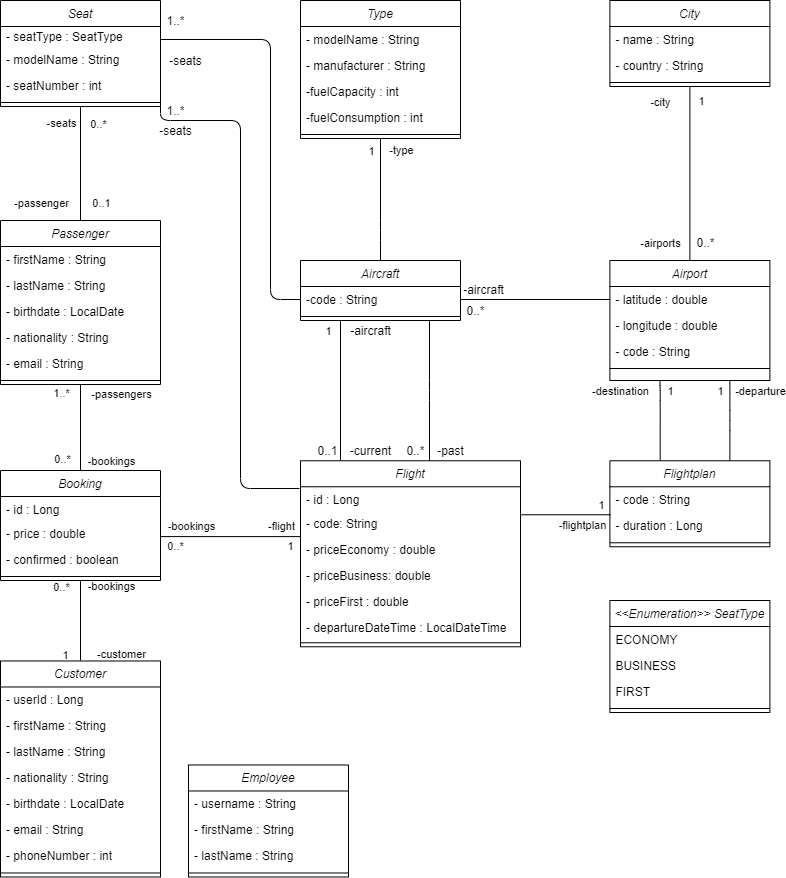 Seat
- seatType : SeatType
- modelName : String
- seatNumber : int
1..*
-seats
1..*
-seats
-seats
0..*
-passenger
0..1
Type
- modelName : String
- manufacturer : String
-fuelCapacity : int
-fuelConsumption : int
1
-type
City
- name : String
- country : String
-city
1
-airports
0..*
Passenger
- firstName : String
- lastName : String
- birthdate : LocalDate
- nationality : String
- email : String
1..*
-passengers
0..*
-bookings
Aircraft
-code : String
-aircraft
0..*
1
-aircraft
0..1
-current
0..*
-past
Airport
- latitude : double
- longitude : double
- code : String
-destination
1
1
-departure
Booking
- id : Long
- price : double
- confirmed : boolean
-bookings
0..*
-flight
1
0..*
-bookings
1
-customer
Flight
- id : Long
- code: String
- priceEconomy : double
- priceBusiness: double
- priceFirst : double
- departureDateTime : LocalDateTime
1
-flightplan
Flightplan
- code : String
- duration : Long
<<Enumeration>> SeatType
ECONOMY
BUSINESS
FIRST
Customer
- userId : Long
- firstName : String
- lastName : String
- nationality : String
- birthdate : LocalDate
- email : String
- phoneNumber : int
Employee
- username : String
- firstName : String
- lastName : String